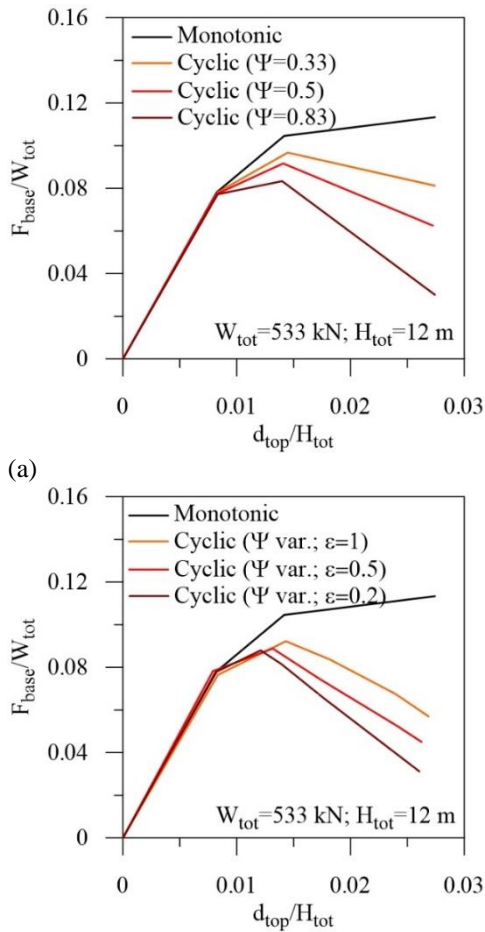 Monotonic
Cyclic (Ψ=0.33)
Cyclic (Ψ=0.5)
Cyclic (Ψ=0.83)
0.16
0.12
0.08
0.04
0
F_base/W_tot
W_tot=533 kN; H_tot=12 m
0 0.01 0.02 0.03
d_top/H_tot
(a)
Monotonic
Cyclic (Ψ var.; ε=1)
Cyclic (Ψ var.; ε=0.5)
Cyclic (Ψ var.; ε=0.2)
0.16
0.12
0.08
0.04
0
F_base/W_tot
W_tot=533 kN; H_tot=12 m
0 0.01 0.02 0.03
d_top/H_tot